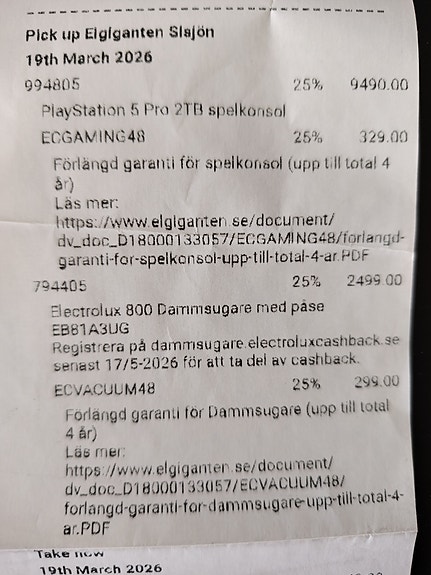 Pick up Elgiganten Sisjön
19th March 2026
994805 25% 9490.00
PlayStation 5 Pro 2TB spelkonsol
ECGAMING48 25% 329.00
Förlängd garanti för spelkonsol (upp till total 4
år)
Läs mer:
https://www.elgiganten.se/document/
dv_doc_D18000133057/ECGAMING48/forlangd-
garanti-for-spelkonsol-upp-till-total-4-ar.PDF
794405 25% 2499.00
Electrolux 800 Dammsugare med påse
EB81A3UG
Registrera på dammsugare.electroluxcashback.se
senast 17/5-2026 för att ta del av cashback.
ECVACUUM48 25% 299.00
Förlängd garanti för Dammsugare (upp till total
4 år)
Läs mer:
https://www.elgiganten.se/document/
dv_doc_D18000133057/ECVACUUM48/
forlangd-garanti-for-dammsugare-upp-till-total-4-
ar.PDF
Take now
19th March 2026